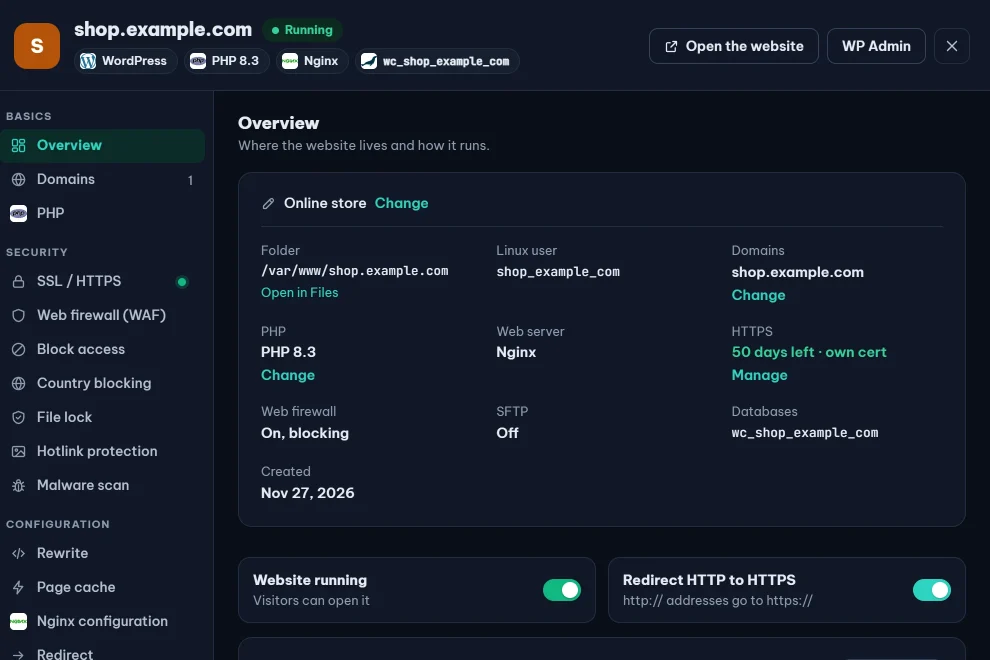 S
shop.example.com
Running
WordPress
PHP 8.3
Nginx
wc_shop_example_com
Open the website
WP Admin
BASICS
Overview
Domains 1
PHP
SECURITY
SSL / HTTPS
Web firewall (WAF)
Block access
Country blocking
File lock
Hotlink protection
Malware scan
CONFIGURATION
Rewrite
Page cache
Nginx configuration
Redirect
Overview
Where the website lives and how it runs.
Online store Change
Folder
/var/www/shop.example.com
Open in Files
Linux user
shop_example_com
Domains
shop.example.com
Change
PHP
PHP 8.3
Change
Web server
Nginx
HTTPS
50 days left · own cert
Manage
Web firewall
On, blocking
SFTP
Off
Databases
wc_shop_example_com
Created
Nov 27, 2026
Website running
Visitors can open it
Redirect HTTP to HTTPS
http:// addresses go to https://